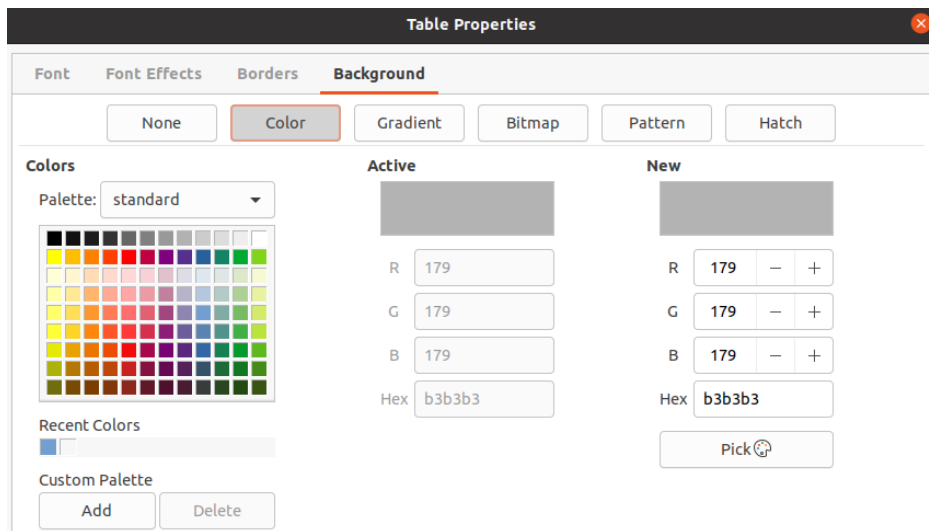 Table Properties
Font Font Effects Borders Background
None Color Gradient Bitmap Pattern Hatch
Colors Active New
Palette: standard
R 179 R 179 − +
G 179 G 179 − +
B 179 B 179 − +
Hex b3b3b3 Hex b3b3b3
Recent Colors
Pick
Custom Palette
Add Delete